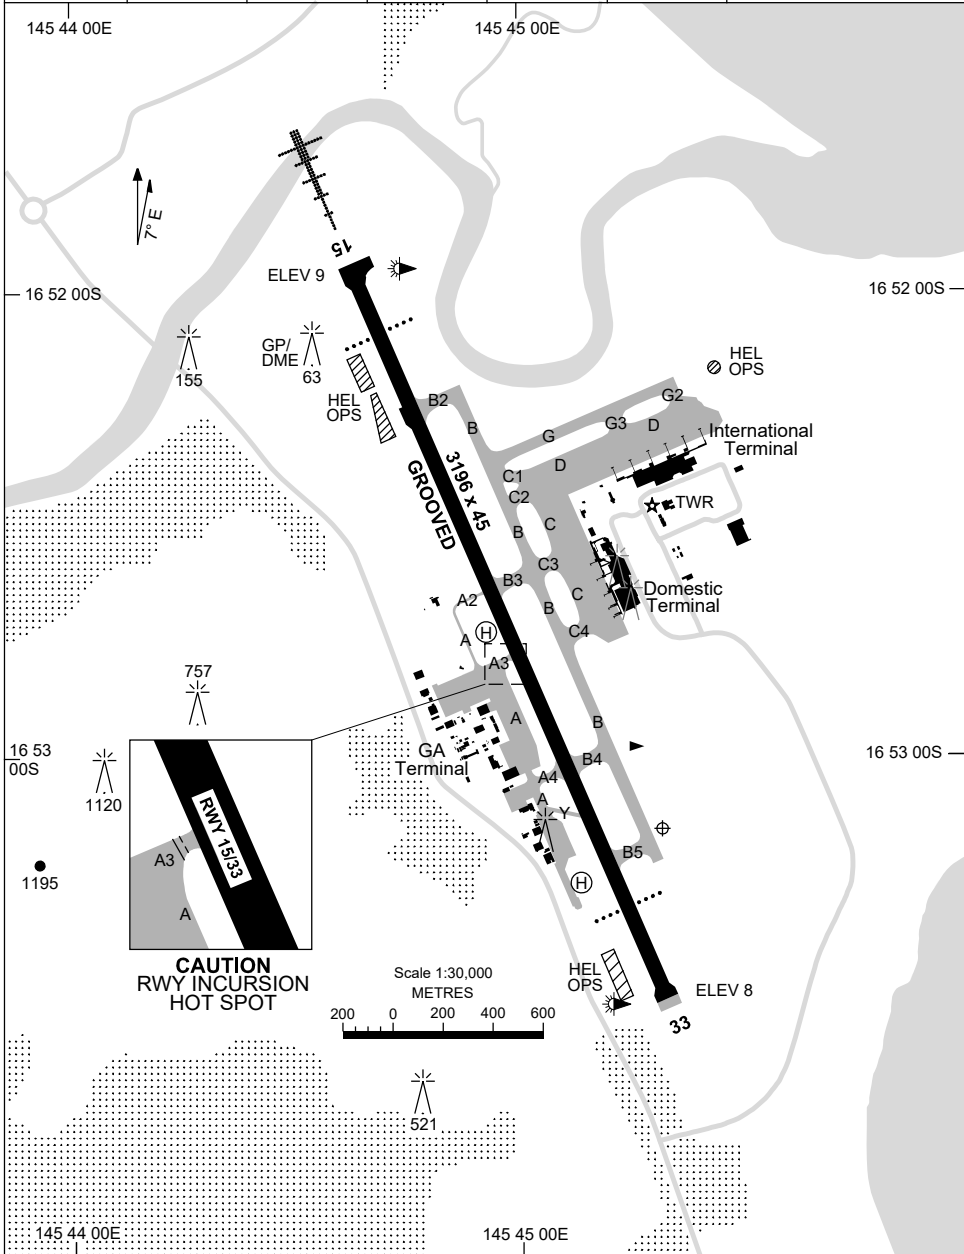 145 44 00E
145 45 00E
7° E
15
ELEV 9
16 52 00S
16 52 00S
GP/
DME
155
63
HEL
OPS
HEL
OPS
B2
G2
G3
D
B
G
International
Terminal
D
C1
3196 x 45
GROOVED
C2
TWR
B
C
C3
B3
Domestic
Terminal
C
A2
B
H
C4
A
A3
757
A
B
GA
Terminal
16 53
00S
16 53 00S
B4
A4
1120
A
Y
RWY 15/33
A3
B5
1195
H
A
CAUTION
RWY INCURSION
HOT SPOT
HEL
OPS
Scale 1:30,000
METRES
ELEV 8
200 0 200 400 600
33
521
145 44 00E
145 45 00E